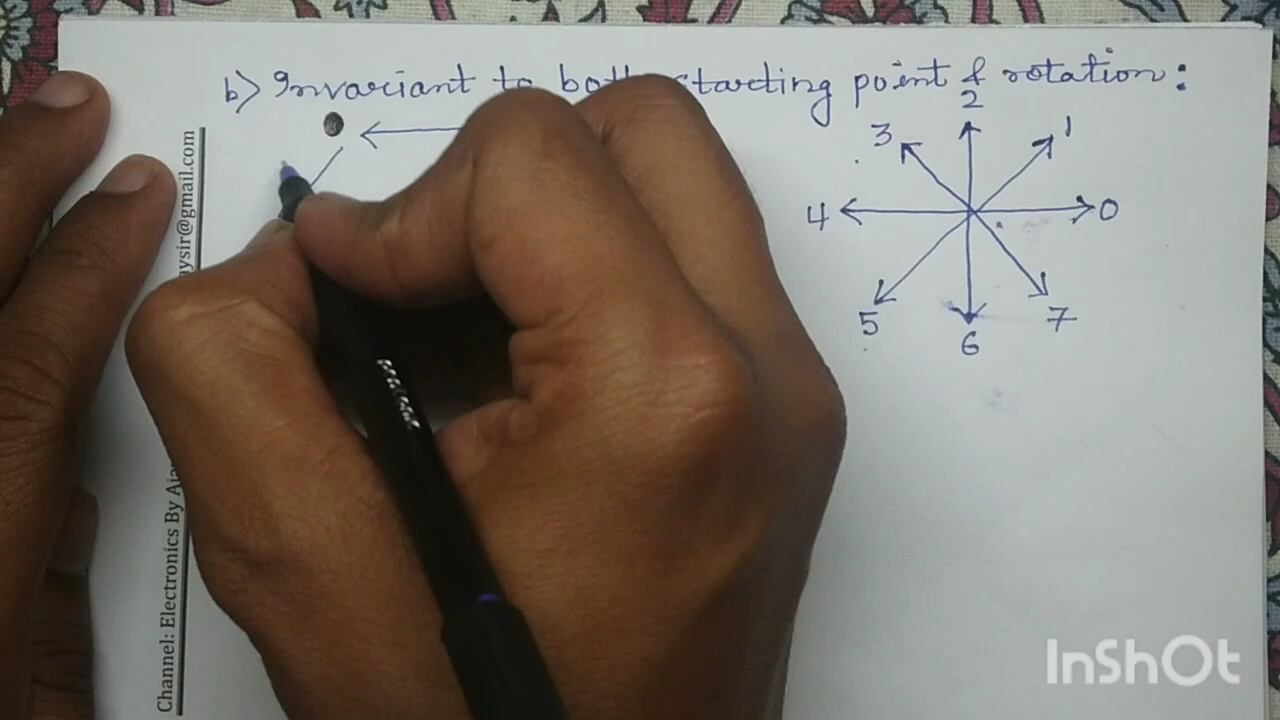 b) Invariant to starting point & rotation:
2
3 1
4 0
5 7
6
Channel: Electronics By ysir@gmail.com
InShOt